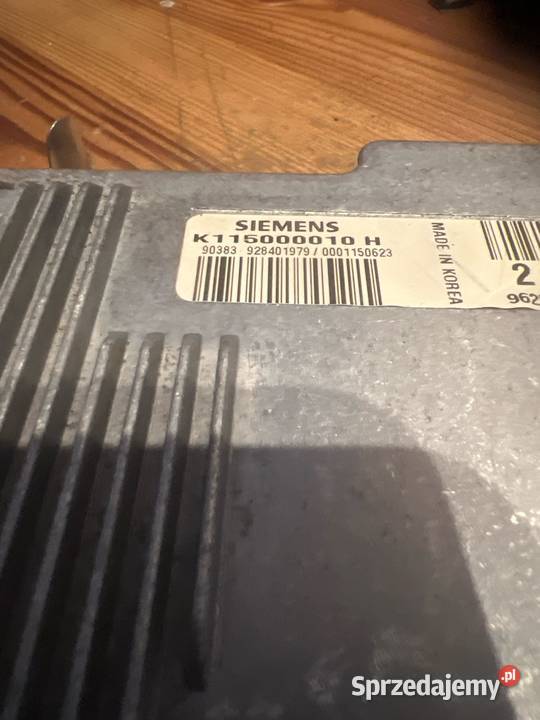 SIEMENS
K115000010 H
90383 928401979 / 0001150623
MADE IN KOREA
2
962
Sprzedajemy.pl